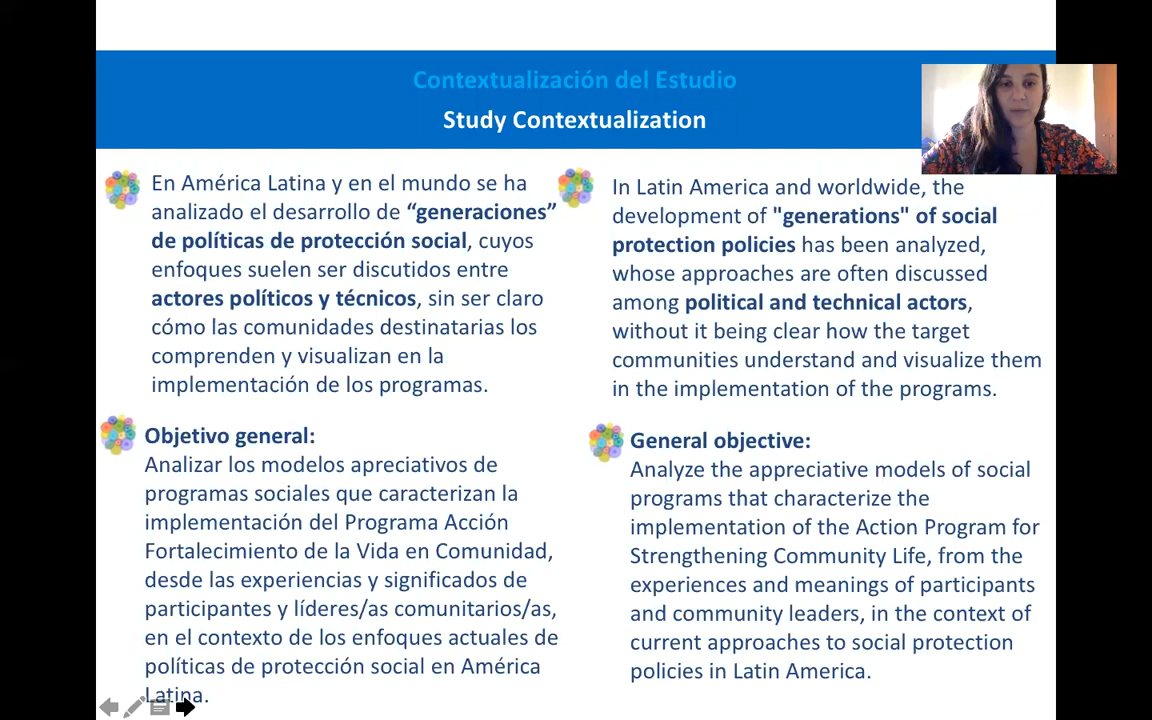 Contextualización del Estudio
Study Contextualization
En América Latina y en el mundo se ha
analizado el desarrollo de “generaciones”
de políticas de protección social, cuyos
enfoques suelen ser discutidos entre
actores políticos y técnicos, sin ser claro
cómo las comunidades destinatarias los
comprenden y visualizan en la
implementación de los programas.
Objetivo general:
Analizar los modelos apreciativos de
programas sociales que caracterizan la
implementación del Programa Acción
Fortalecimiento de la Vida en Comunidad,
desde las experiencias y significados de
participantes y líderes/as comunitarios/as,
en el contexto de los enfoques actuales de
políticas de protección social en América
Latina.
In Latin America and worldwide, the
development of "generations" of social
protection policies has been analyzed,
whose approaches are often discussed
among political and technical actors,
without it being clear how the target
communities understand and visualize them
in the implementation of the programs.
General objective:
Analyze the appreciative models of social
programs that characterize the
implementation of the Action Program for
Strengthening Community Life, from the
experiences and meanings of participants
and community leaders, in the context of
current approaches to social protection
policies in Latin America.